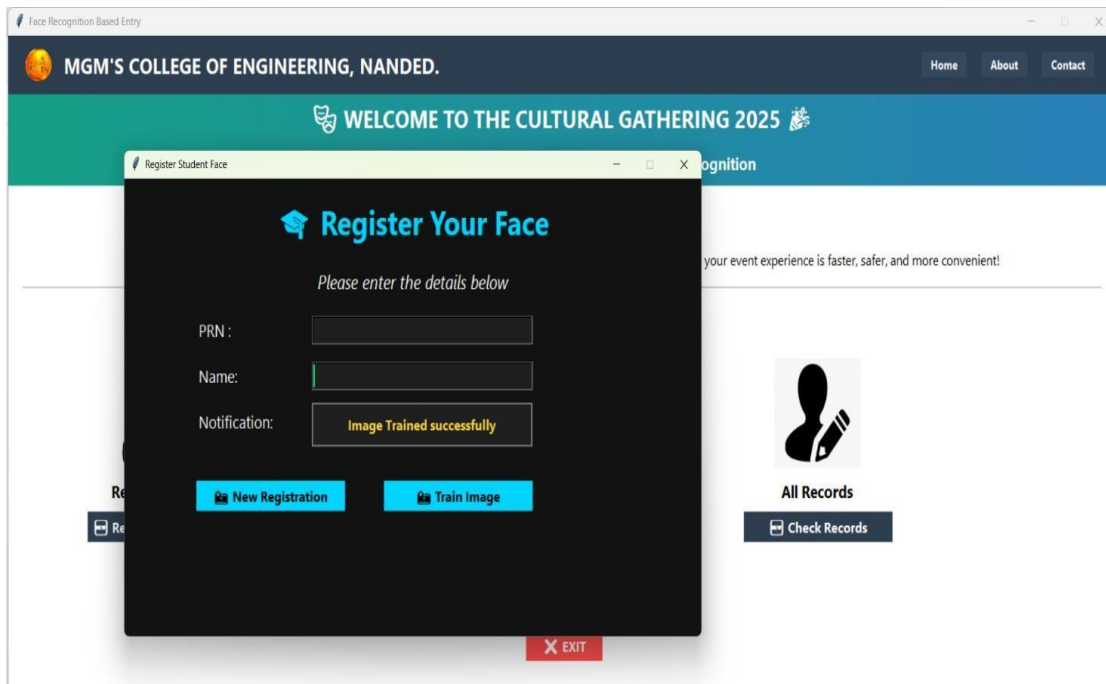 Face Recognition Based Entry
MGM'S COLLEGE OF ENGINEERING, NANDED.
Home About Contact
WELCOME TO THE CULTURAL GATHERING 2025
Register Student Face
your event experience is faster, safer, and more convenient!
Register Your Face
Please enter the details below
PRN :
Name:
Notification: Image Trained successfully
New Registration Train Image
All Records
Check Records
EXIT